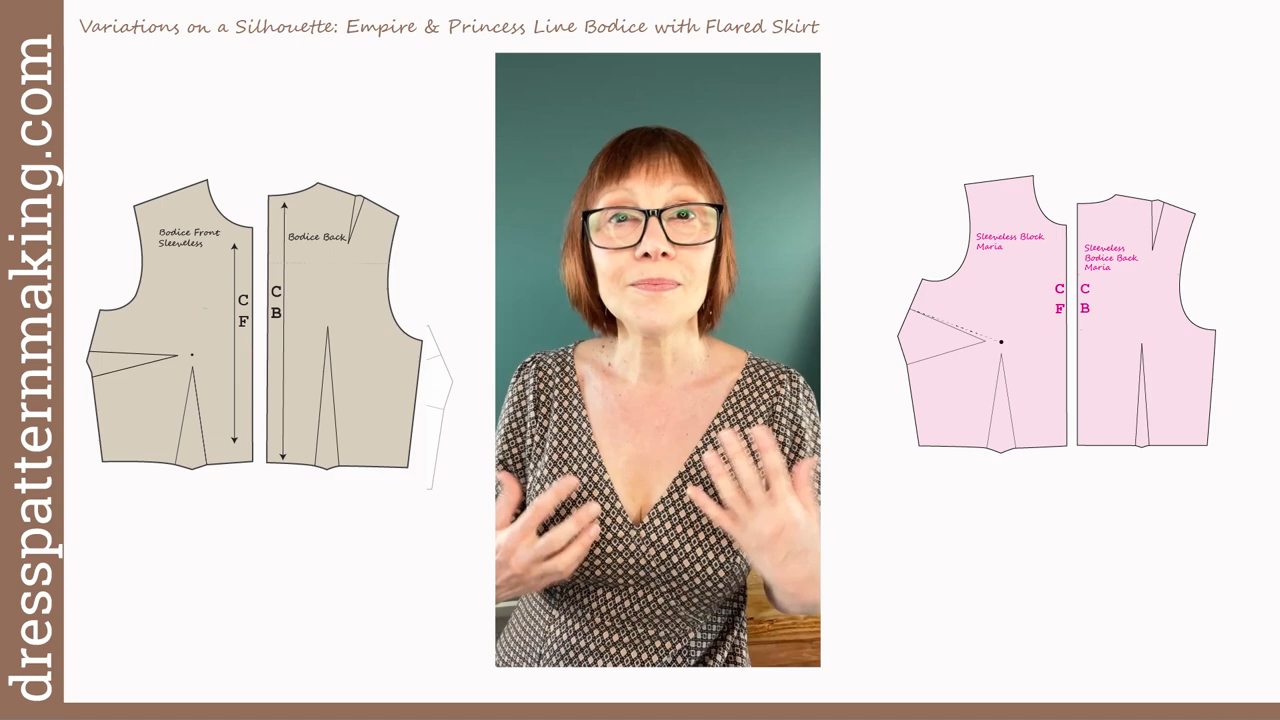 Variations on a Silhouette: Empire & Princess Line Bodice with Flared Skirt
dresspatternmaking.com
Bodice Front
Sleeveless
C
F
Bodice Back
C
B
Sleeveless Block
Maria
C
F
Sleeveless
Bodice Back
Maria
C
B